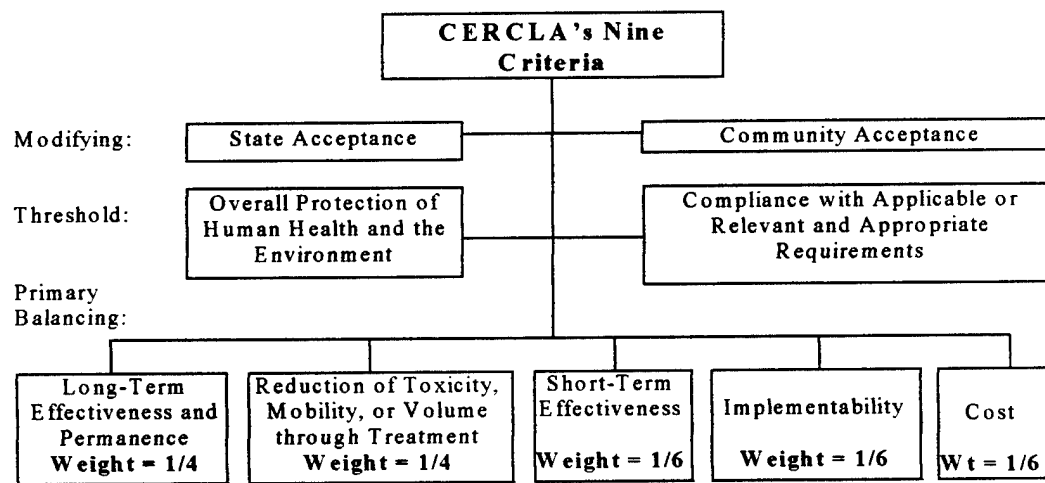 CERCLA's Nine
Criteria
Modifying:
State Acceptance
Community Acceptance
Threshold:
Overall Protection of
Human Health and the
Environment
Compliance with Applicable or
Relevant and Appropriate
Requirements
Primary
Balancing:
Long-Term
Effectiveness and
Permanence
Weight = 1/4
Reduction of Toxicity,
Mobility, or Volume
through Treatment
Weight = 1/4
Short-Term
Effectiveness
Weight = 1/6
Implementability
Weight = 1/6
Cost
Wt = 1/6